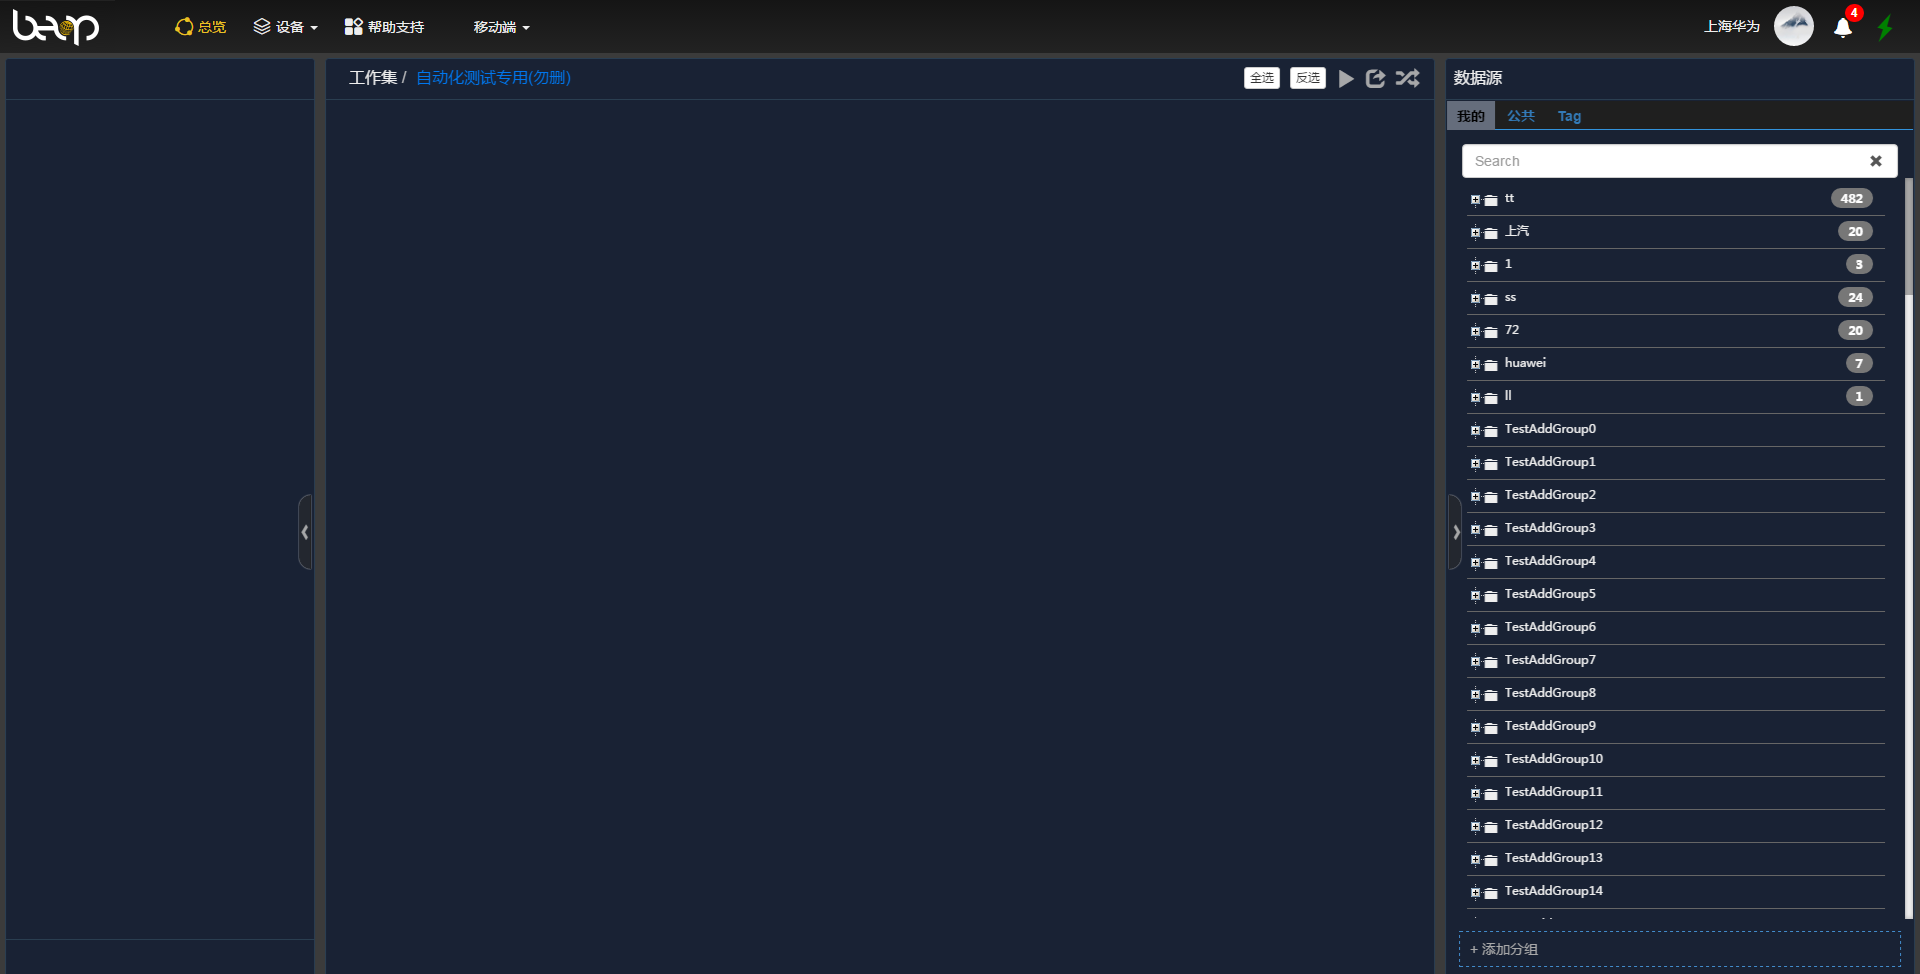 beop
总览
设备
帮助支持
移动端
上海华为
4
工作集 / 自动化测试专用(勿删)
全选
反选
数据源
我的
公共
Tag
Search
tt 482
上汽 20
1 3
ss 24
72 20
huawei 7
ll 1
TestAddGroup0
TestAddGroup1
TestAddGroup2
TestAddGroup3
TestAddGroup4
TestAddGroup5
TestAddGroup6
TestAddGroup7
TestAddGroup8
TestAddGroup9
TestAddGroup10
TestAddGroup11
TestAddGroup12
TestAddGroup13
TestAddGroup14
+ 添加分组